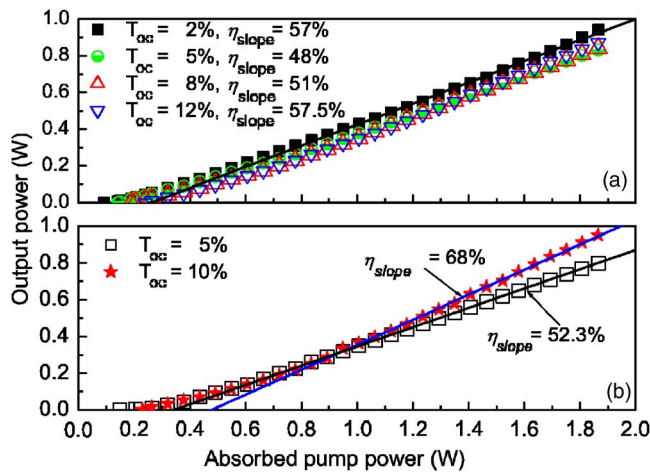 1.0
0.8
0.6
0.4
0.2
0.0
T_oc = 2%, η_slope = 57%
T_oc = 5%, η_slope = 48%
T_oc = 8%, η_slope = 51%
T_oc = 12%, η_slope = 57.5%
(a)
Output power (W)
1.0
0.8
0.6
0.4
0.2
0.0
T_oc = 5%
T_oc = 10%
η_slope = 68%
η_slope = 52.3%
(b)
0.0 0.2 0.4 0.6 0.8 1.0 1.2 1.4 1.6 1.8 2.0
Absorbed pump power (W)